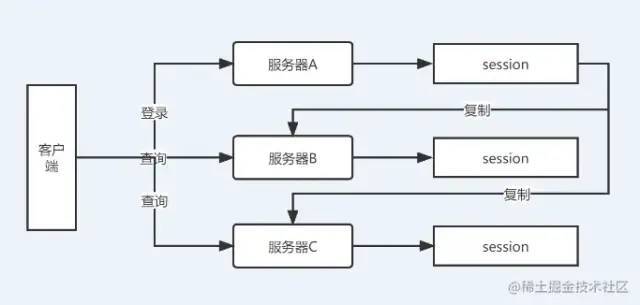 服务器A
session
登录
复制
客户
端
查询
服务器B
session
查询
复制
服务器C
session
@稀土掘金技术社区